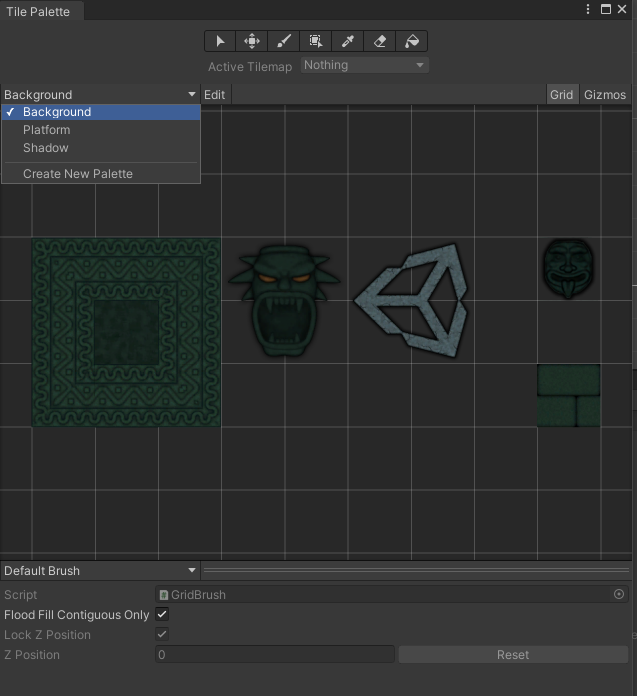 Tile Palette
Active Tilemap Nothing
Background Edit Grid Gizmos
Background
Platform
Shadow
Create New Palette
Default Brush
Script GridBrush
Flood Fill Contiguous Only
Lock Z Position
Z Position 0 Reset